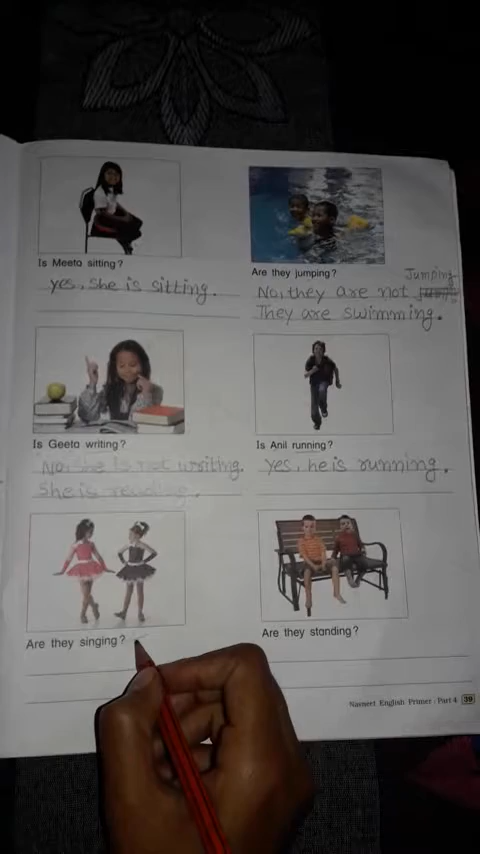 Is Meeta sitting?
yes, she is sitting.
Are they jumping?
Jumping
No, they are not
They are swimming.
Is Geeta writing?
No, she is not writing.
She is reading.
Is Anil running?
yes, he is running.
Are they singing?
Are they standing?
Navneet English Primer : Part 4 39